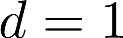 d = 1